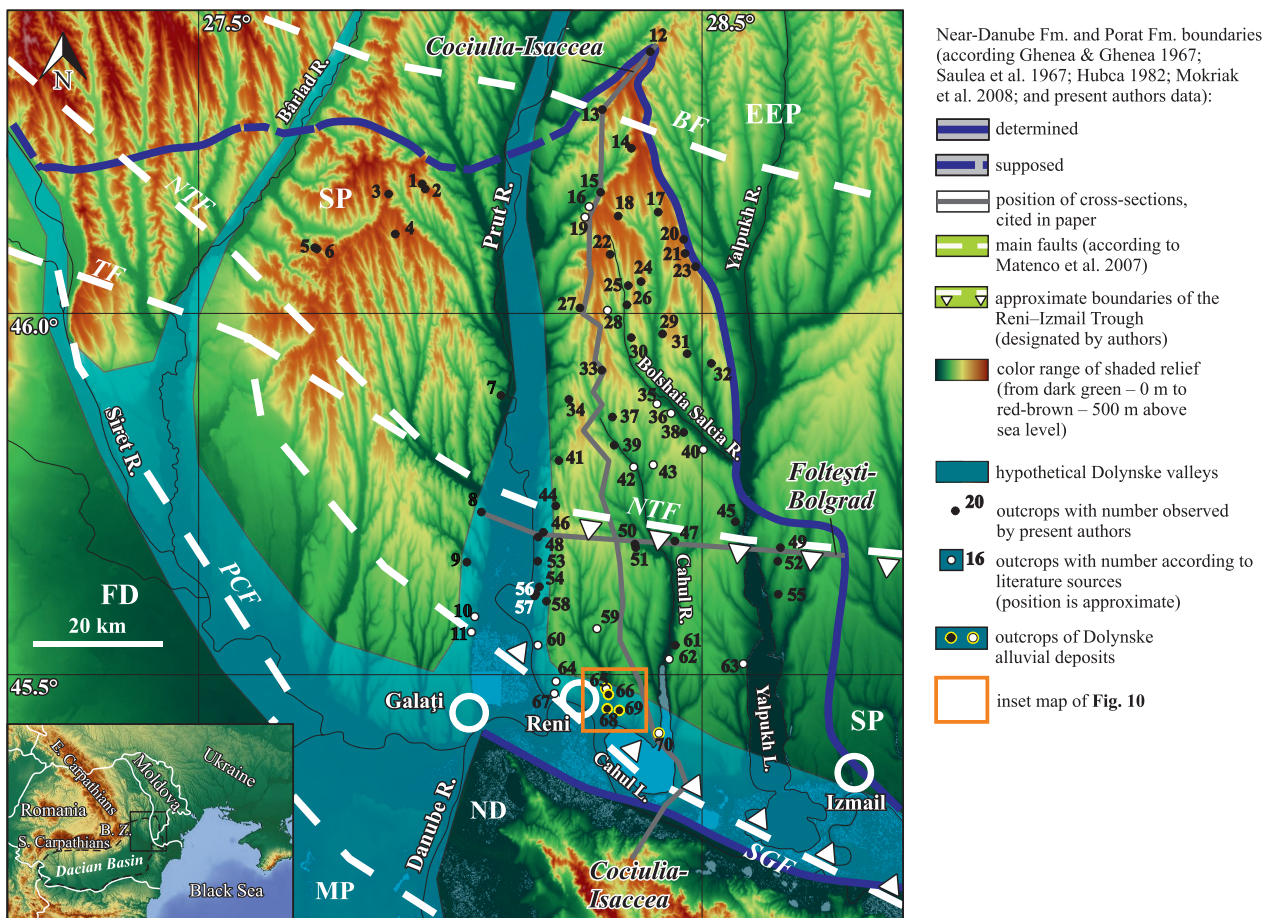 27.5°
28.5°
12
Cociulia-Isaccea
N
Bârlad R.
13
BF
EEP
14
NTF
1
3
2
SP
15
16
18
17
Yalpukh R.
19
4
Prut R.
20
5
6
22
21
23
TF
24
25
26
27
46.0°
28
29
30
31
32
33
Bolshaia Salcia R.
7
34
35
36
37
38
Siret R.
39
40
41
42
43
Folteşti-
Bolgrad
8
44
NTF
45
46
50
47
48
51
49
9
53
52
PCF
54
56
57
58
55
FD
Cahul R.
20 km
10
59
11
60
61
62
63
64
45.5°
65
66
67
Galaţi
Reni
68
69
Yalpukh L.
SP
70
Cahul L.
Izmail
ND
Danube R.
SGF
Cociulia-
Isaccea
MP
E. Carpathians
Moldova
Ukraine
Romania
B. Z.
S. Carpathians
Dacian Basin
Black Sea
Near-Danube Fm. and Porat Fm. boundaries
(according Ghenea & Ghenea 1967;
Saulea et al. 1967; Hubca 1982; Mokriak
et al. 2008; and present authors data):
determined
supposed
position of cross-sections,
cited in paper
main faults (according to
Matenco et al. 2007)
approximate boundaries of the
Reni–Izmail Trough
(designated by authors)
color range of shaded relief
(from dark green – 0 m to
red-brown – 500 m above
sea level)
hypothetical Dolynske valleys
20
outcrops with number observed
by present authors
16
outcrops with number according to
literature sources
(position is approximate)
outcrops of Dolynske
alluvial deposits
inset map of Fig. 10